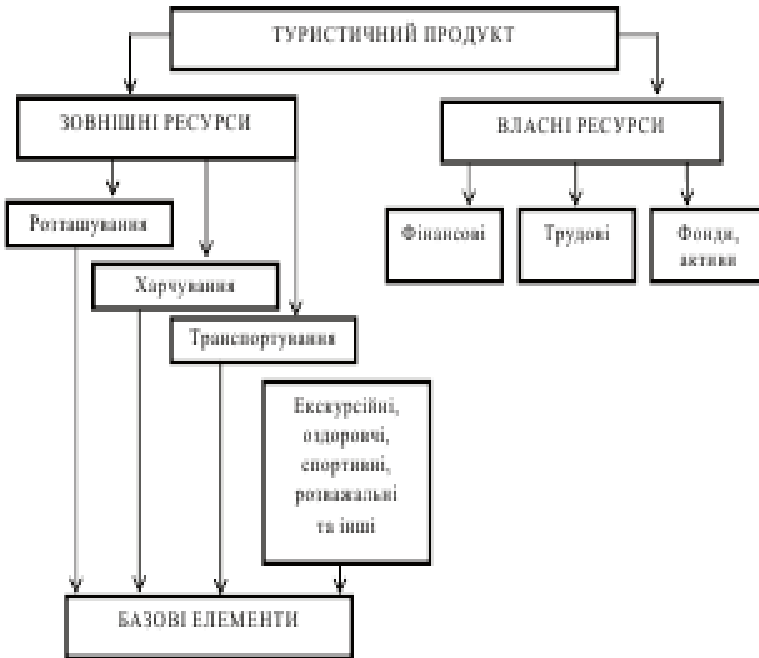 ТУРИСТИЧНИЙ ПРОДУКТ
ЗОВНІШНІ РЕСУРСИ
ВЛАСНІ РЕСУРСИ
Розташування
Харчування
Транспортування
Фінансові
Трудові
Фонди,
активи
Екскурсійні,
оздоровчі,
спортивні,
розважальні
та інші
БАЗОВІ ЕЛЕМЕНТИ